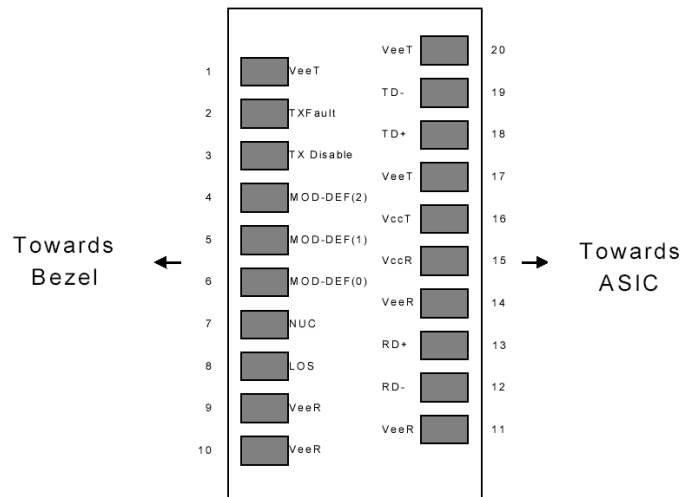 VeeT 20
1 VeeT
TD- 19
2 TXFault
TD+ 18
3 TX Disable
VeeT 17
4 MOD-DEF(2)
VccT 16
5 MOD-DEF(1)
Towards
Bezel
VccR 15
Towards
ASIC
6 MOD-DEF(0)
VeeR 14
7 NUC
RD+ 13
8 LOS
RD- 12
9 VeeR
VeeR 11
10 VeeR